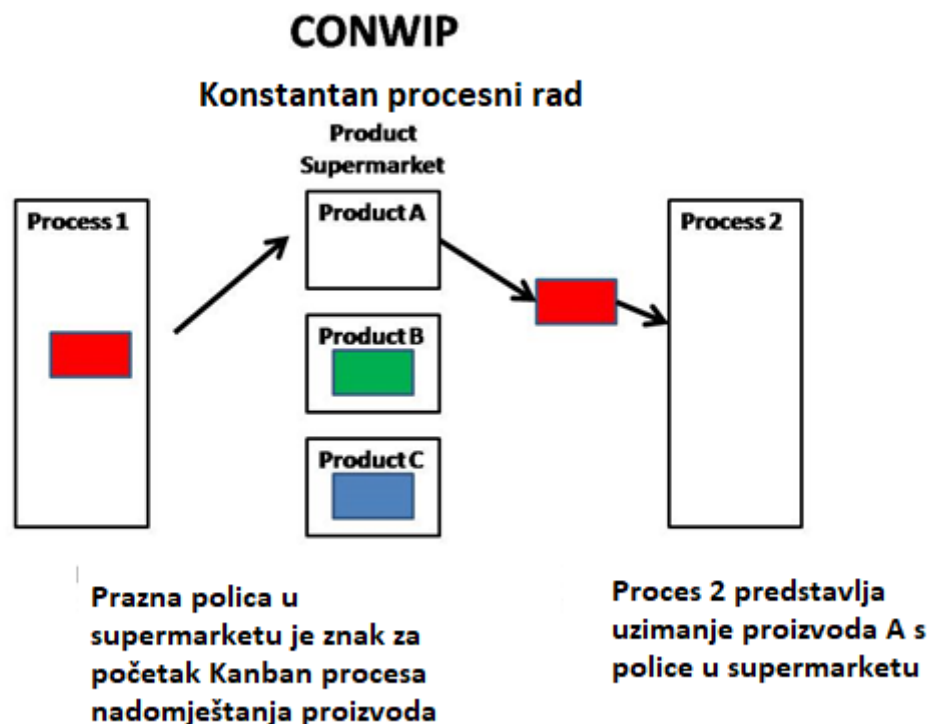 CONWIP
Konstantan procesni rad
Product
Supermarket
Process 1
Product A
Process 2
Product B
Product C
Prazna polica u
supermarketu je znak za
početak Kanban procesa
nadomještanja proizvoda
Proces 2 predstavlja
uzimanje proizvoda A s
police u supermarketu